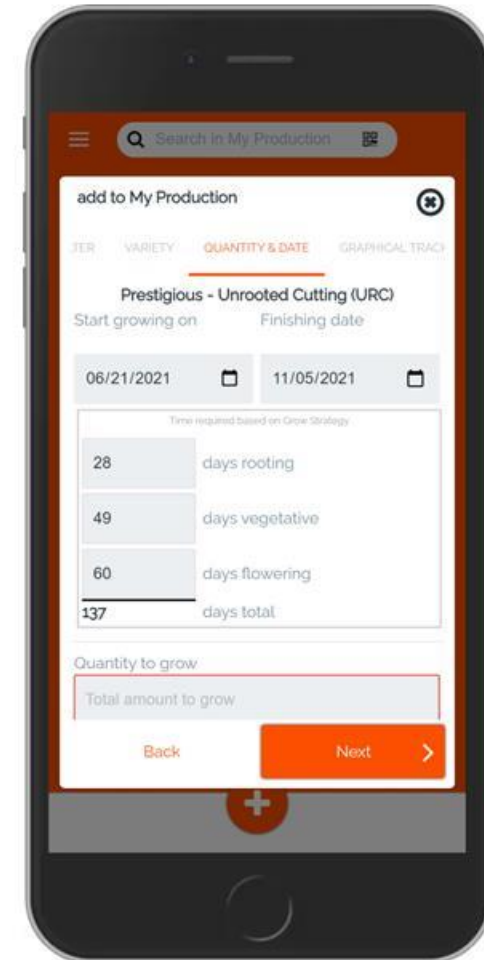 Search in My Production
add to My Production
TER VARIETY QUANTITY & DATE GRAPHICAL TRACK
Prestigious - Unrooted Cutting (URC)
Start growing on Finishing date
06/21/2021 11/05/2021
Time required based on Grow Strategy
28 days rooting
49 days vegetative
60 days flowering
137 days total
Quantity to grow
Total amount to grow
Back Next